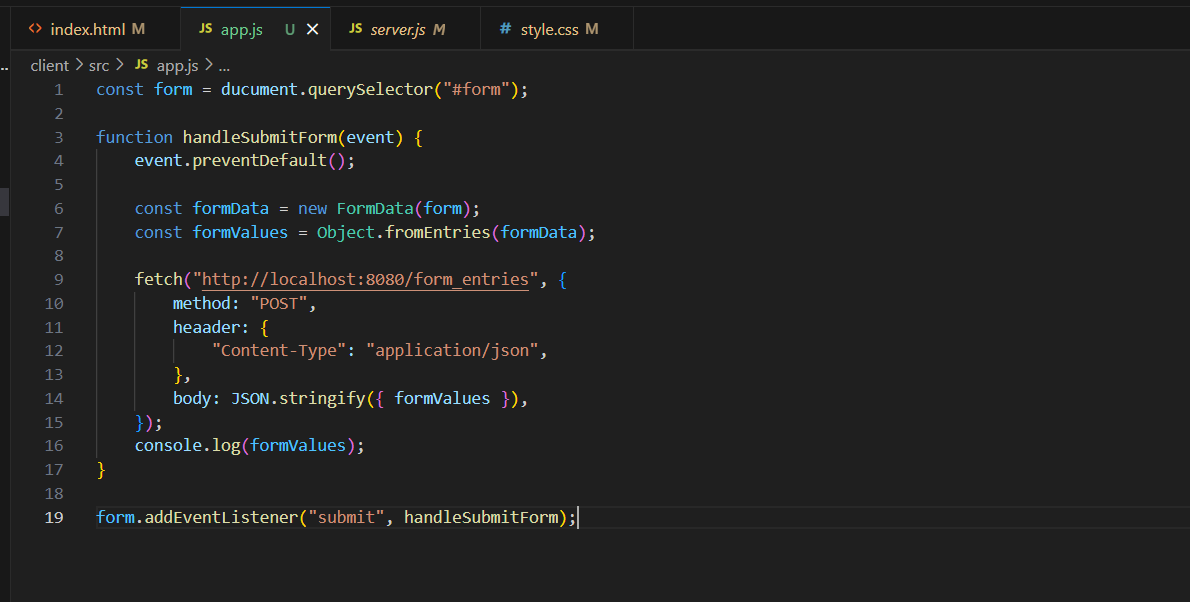 <> index.html M JS app.js U × JS server.js M # style.css M
... client > src > JS app.js > ...
1 const form = ducument.querySelector("#form");
2
3 function handleSubmitForm(event) {
4     event.preventDefault();
5
6     const formData = new FormData(form);
7     const formValues = Object.fromEntries(formData);
8
9     fetch("http://localhost:8080/form_entries", {
10         method: "POST",
11         heaader: {
12             "Content-Type": "application/json",
13         },
14         body: JSON.stringify({ formValues }),
15     });
16     console.log(formValues);
17 }
18
19 form.addEventListener("submit", handleSubmitForm);